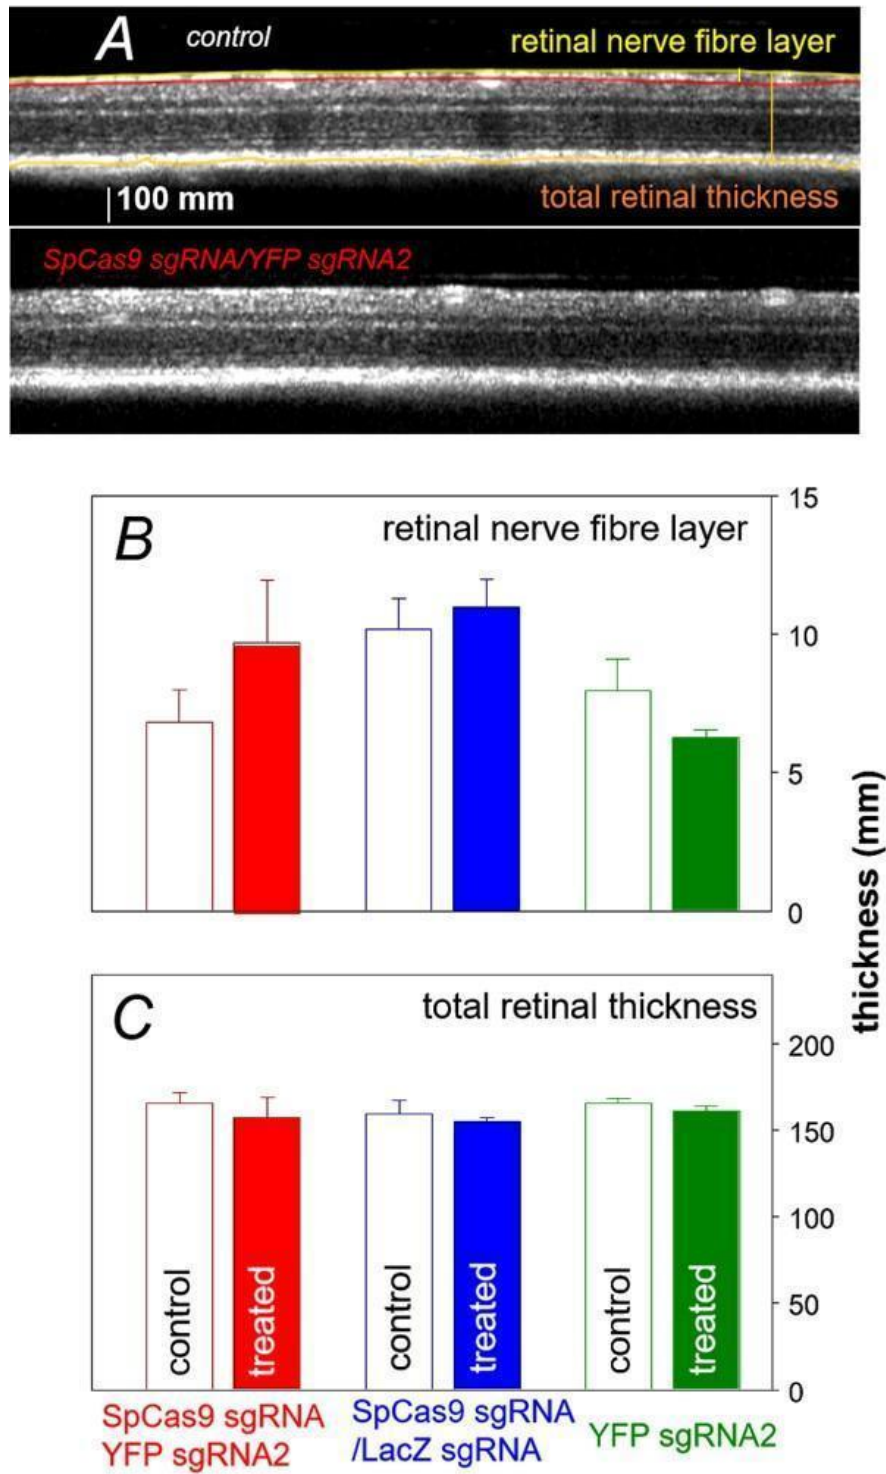 A
control
retinal nerve fibre layer
100 mm
total retinal thickness
SpCas9 sgRNA/YFP sgRNA2
B
retinal nerve fibre layer
15
10
5
0
thickness (mm)
C
total retinal thickness
200
150
100
50
0
control
treated
control
treated
control
treated
SpCas9 sgRNA
YFP sgRNA2
SpCas9 sgRNA
/LacZ sgRNA
YFP sgRNA2